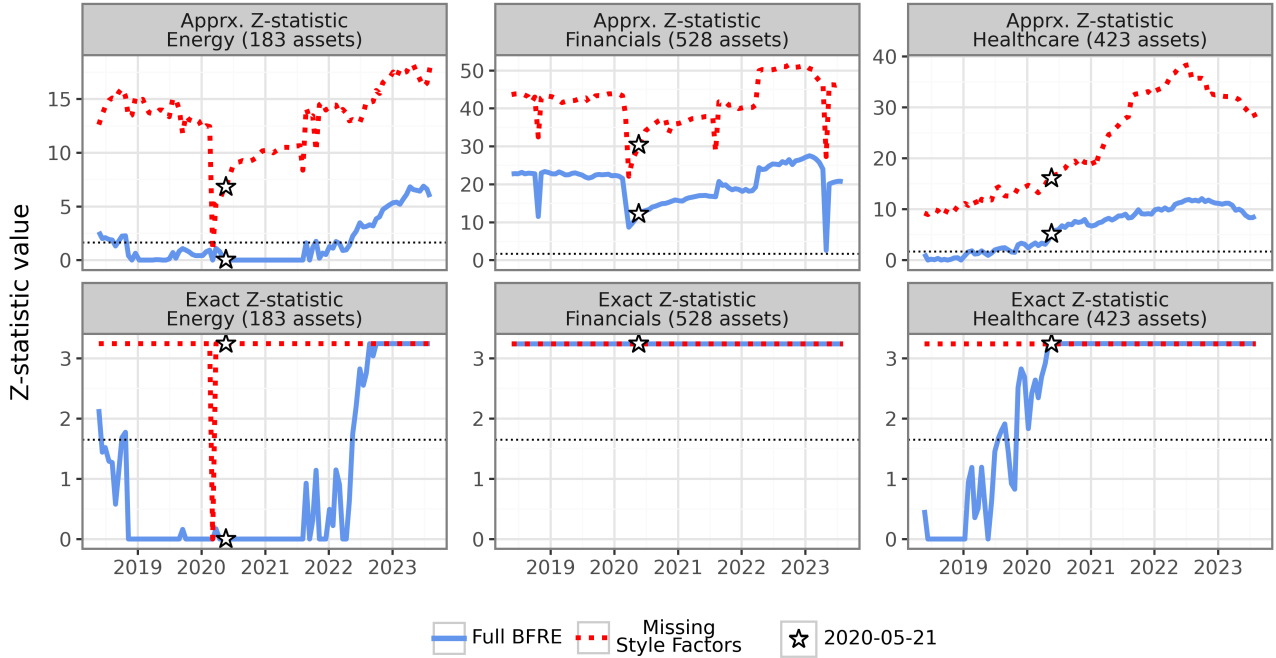 Apprx. Z-statistic
Energy (183 assets)
Apprx. Z-statistic
Financials (528 assets)
Apprx. Z-statistic
Healthcare (423 assets)
15
10
5
0
50
40
30
20
10
0
40
30
20
10
0
Z-statistic value
Exact Z-statistic
Energy (183 assets)
Exact Z-statistic
Financials (528 assets)
Exact Z-statistic
Healthcare (423 assets)
3
2
1
0
3
2
1
0
3
2
1
0
2019 2020 2021 2022 2023
2019 2020 2021 2022 2023
2019 2020 2021 2022 2023
Full BFRE
Missing
Style Factors
2020-05-21